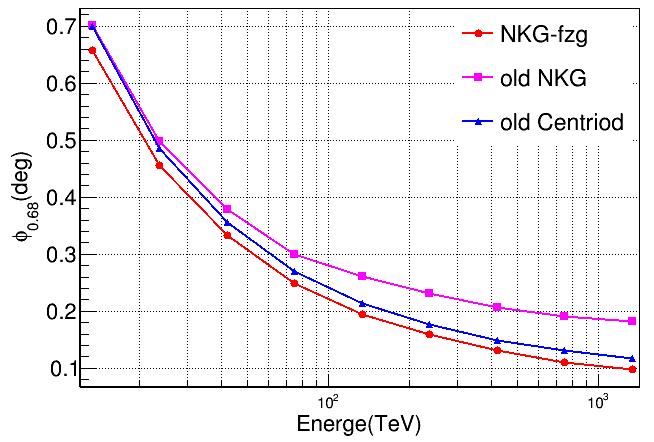 NKG-fzg
old NKG
old Centriod
0.7
0.6
0.5
0.4
0.3
0.2
0.1
ϕ0.68(deg)
10²
10³
Energe(TeV)